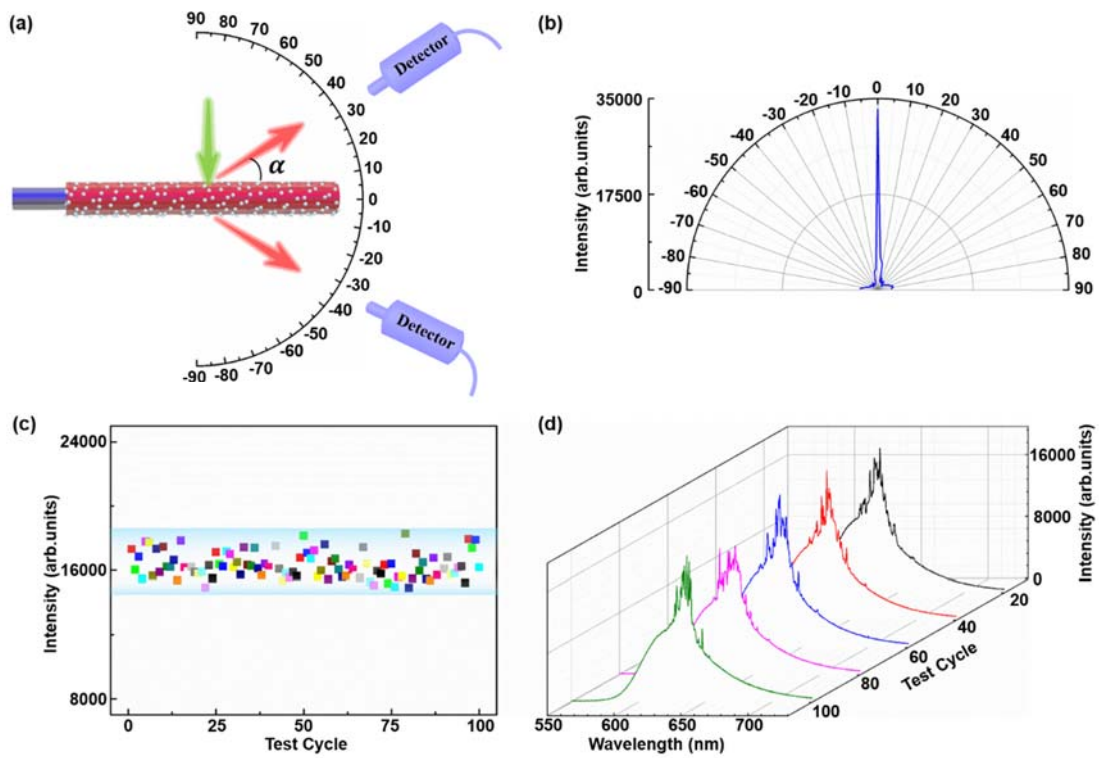 (a)
90 80 70 60 50 40 30 20 10 0 -10 -20 -30 -40 -50 -60 -70 -80 -90
Detector
α
Detector
(b)
Intensity (arb.units)
35000
17500
0
-90 -80 -70 -60 -50 -40 -30 -20 -10 0 10 20 30 40 50 60 70 80 90
(c)
Intensity (arb.units)
24000
16000
8000
0 25 50 75 100
Test Cycle
(d)
16000
8000
0
Intensity (arb.units)
20
40
60
80
100
Test Cycle
550 600 650 700
Wavelength (nm)